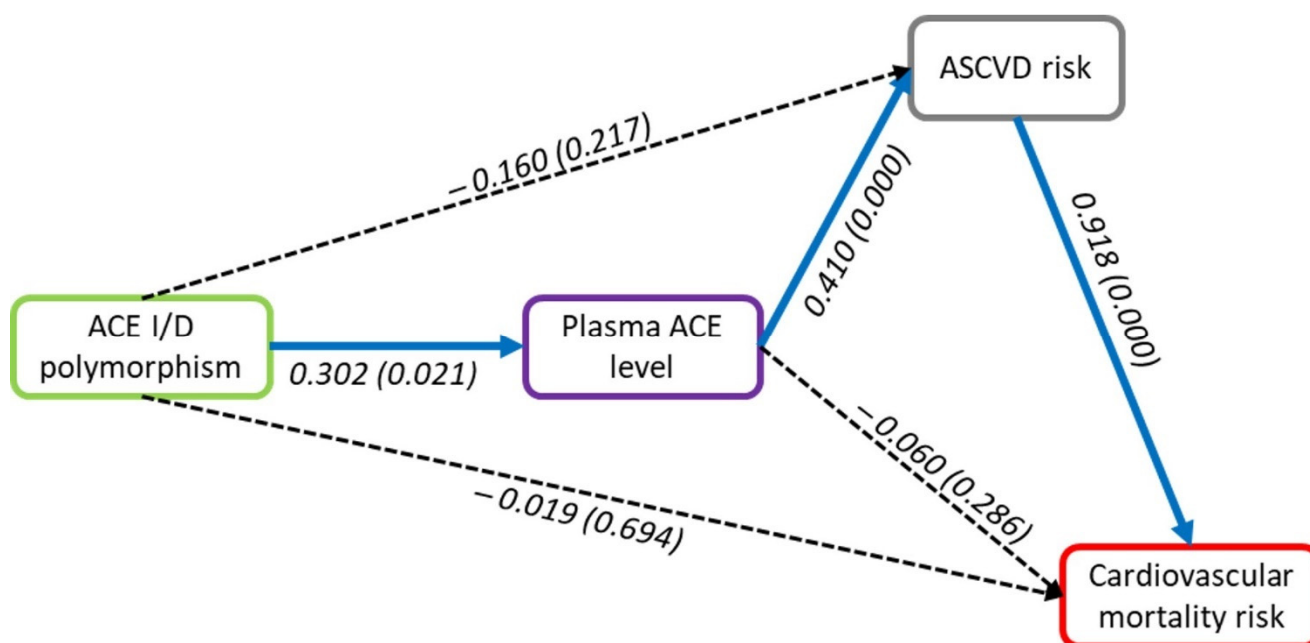 ASCVD risk
– 0.160 (0.217)
0.410 (0.000)
0.918 (0.000)
ACE I/D
polymorphism
0.302 (0.021)
Plasma ACE
level
– 0.060 (0.286)
– 0.019 (0.694)
Cardiovascular
mortality risk